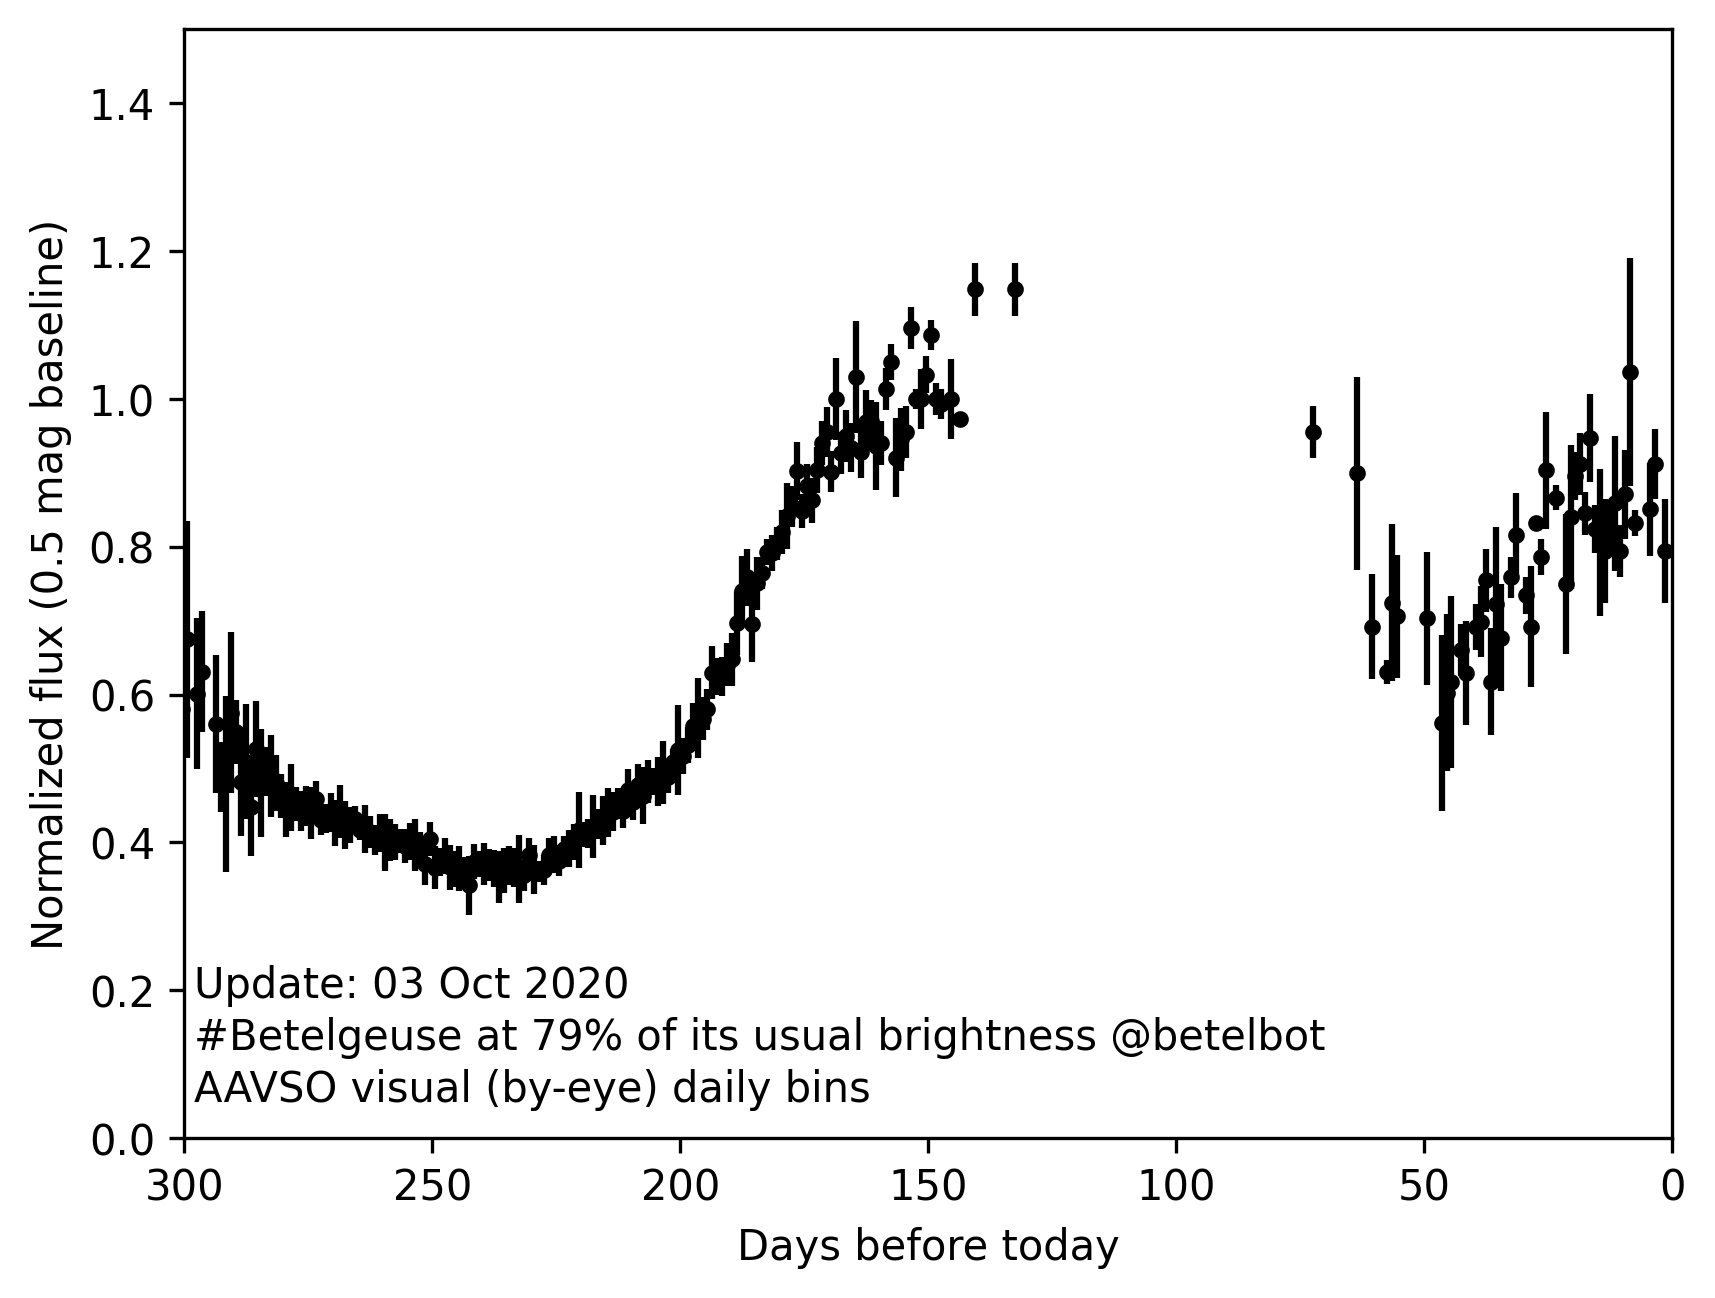 Normalized flux (0.5 mag baseline)
1.4
1.2
1.0
0.8
0.6
0.4
0.2
0.0
Update: 03 Oct 2020
#Betelgeuse at 79% of its usual brightness @betelbot
AAVSO visual (by-eye) daily bins
300 250 200 150 100 50 0
Days before today